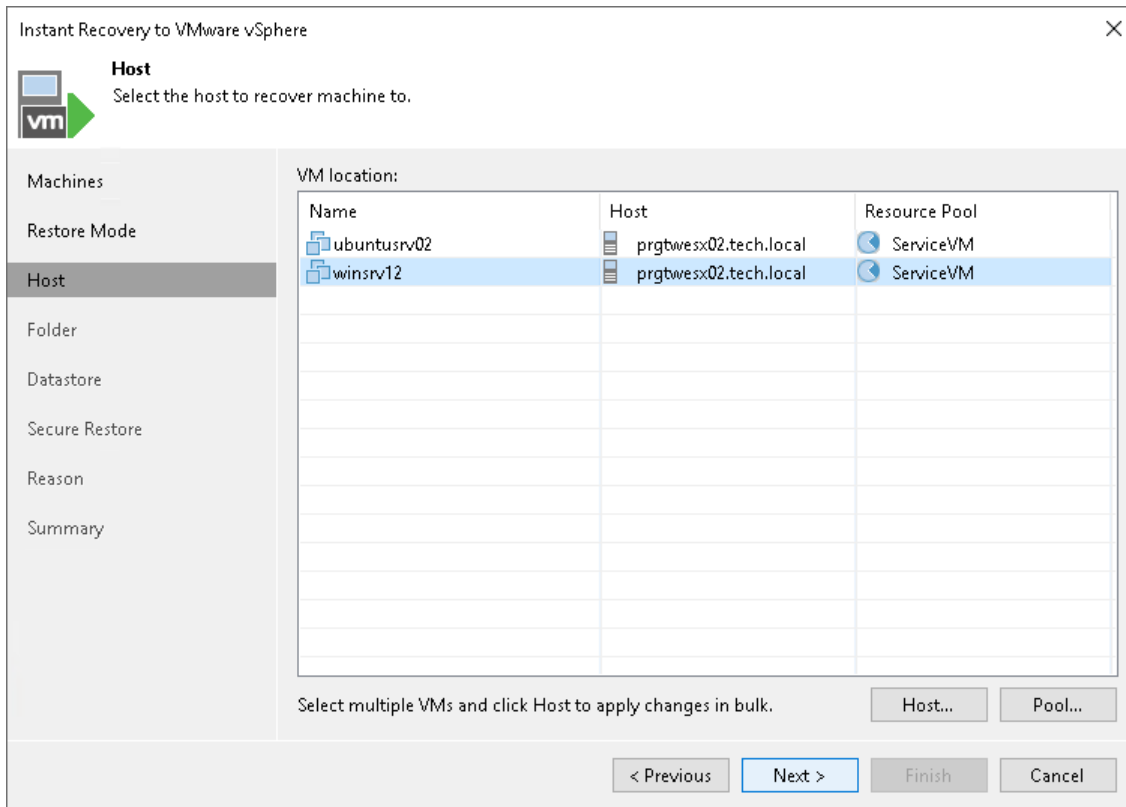 Instant Recovery to VMware vSphere
Host
Select the host to recover machine to.
vm
Machines
Restore Mode
Host
Folder
Datastore
Secure Restore
Reason
Summary
VM location:
Name Host Resource Pool
ubuntusrv02 prgtwesx02.tech.local ServiceVM
winsrv12 prgtwesx02.tech.local ServiceVM
Select multiple VMs and click Host to apply changes in bulk. Host... Pool...
< Previous Next > Finish Cancel